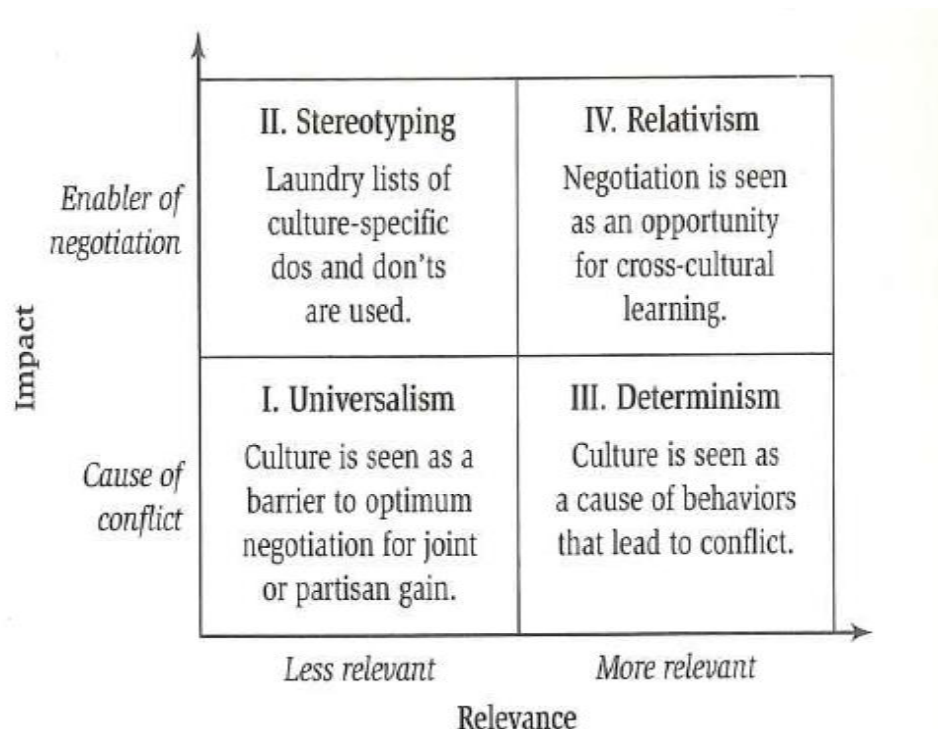 II. Stereotyping
Laundry lists of
culture-specific
dos and don'ts
are used.
IV. Relativism
Negotiation is seen
as an opportunity
for cross-cultural
learning.
Enabler of
negotiation
Impact
I. Universalism
Culture is seen as a
barrier to optimum
negotiation for joint
or partisan gain.
III. Determinism
Culture is seen as
a cause of behaviors
that lead to conflict.
Cause of
conflict
Less relevant
More relevant
Relevance